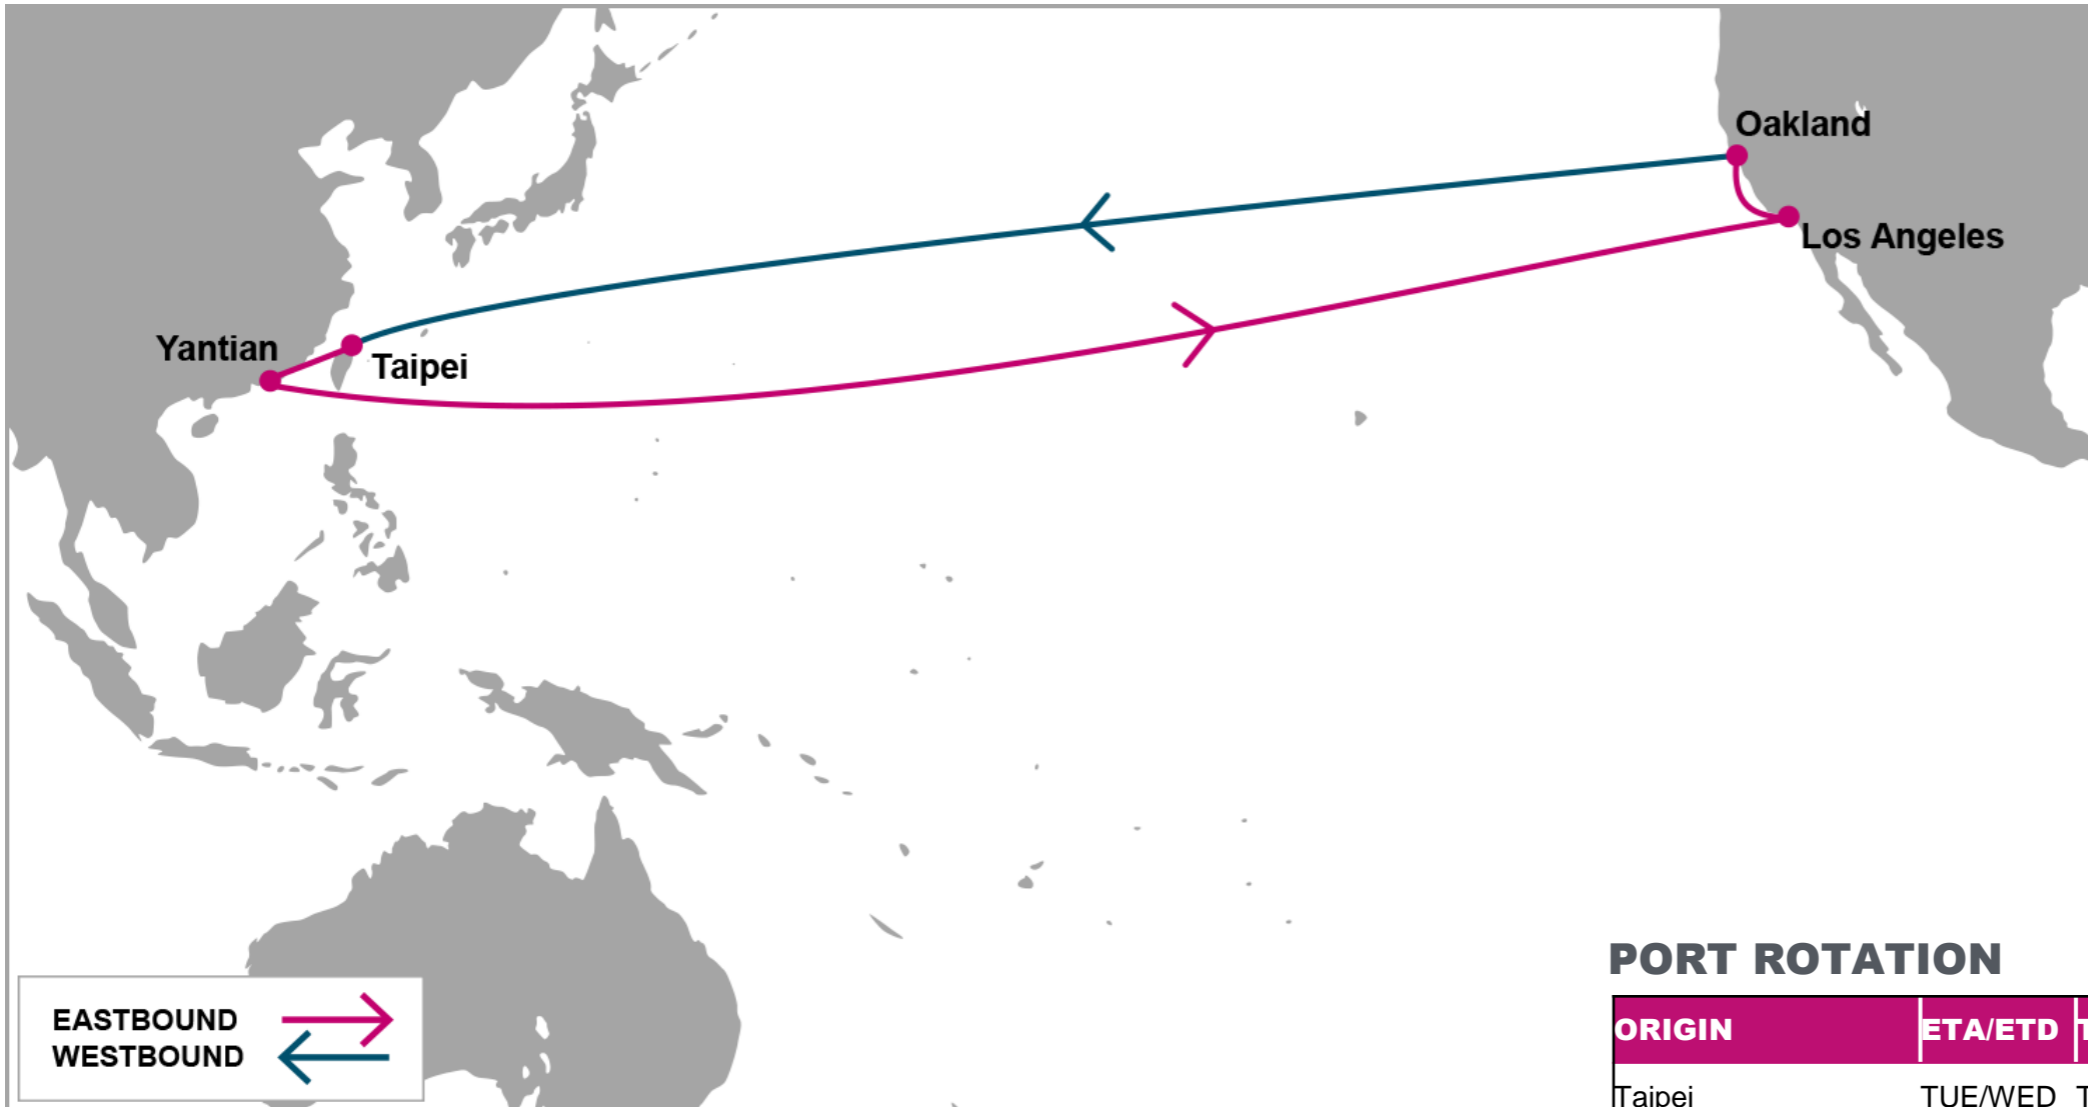 Oakland
Los Angeles
Yantian
Taipei
EASTBOUND
WESTBOUND
PORT ROTATION
ORIGIN ETA/ETD
Taipei TUE/WED